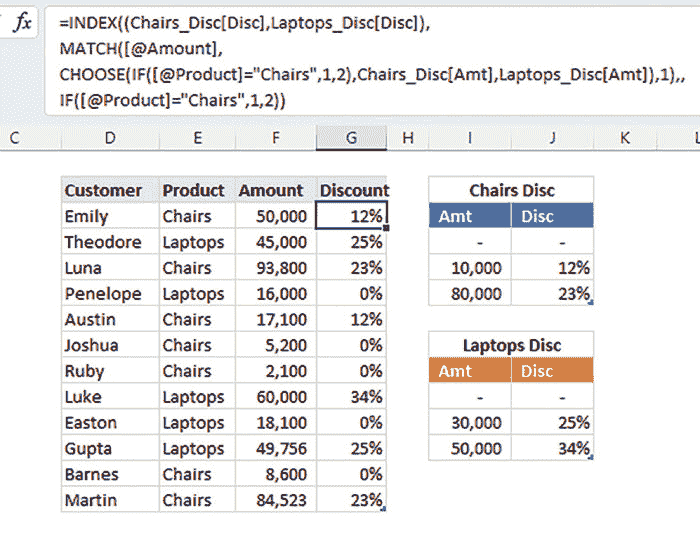 fx
=INDEX((Chairs_Disc[Disc],Laptops_Disc[Disc]),
MATCH([@Amount],
CHOOSE(IF([@Product]="Chairs",1,2),Chairs_Disc[Amt],Laptops_Disc[Amt]),1),,
IF([@Product]="Chairs",1,2))
C D E F G H I J K L
Customer Product Amount Discount
Emily Chairs 50,000 12%
Theodore Laptops 45,000 25%
Luna Chairs 93,800 23%
Penelope Laptops 16,000 0%
Austin Chairs 17,100 12%
Joshua Chairs 5,200 0%
Ruby Chairs 2,100 0%
Luke Laptops 60,000 34%
Easton Laptops 18,100 0%
Gupta Laptops 49,756 25%
Barnes Chairs 8,600 0%
Martin Chairs 84,523 23%
Chairs Disc
Amt Disc
- -
10,000 12%
80,000 23%
Laptops Disc
Amt Disc
- -
30,000 25%
50,000 34%